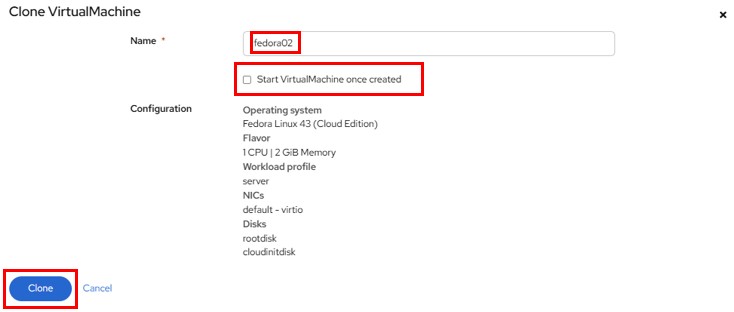 Clone VirtualMachine
Name *
fedora02
Start VirtualMachine once created
Configuration
Operating system
Fedora Linux 43 (Cloud Edition)
Flavor
1 CPU | 2 GiB Memory
Workload profile
server
NICs
default - virtio
Disks
rootdisk
cloudinitdisk
Clone
Cancel